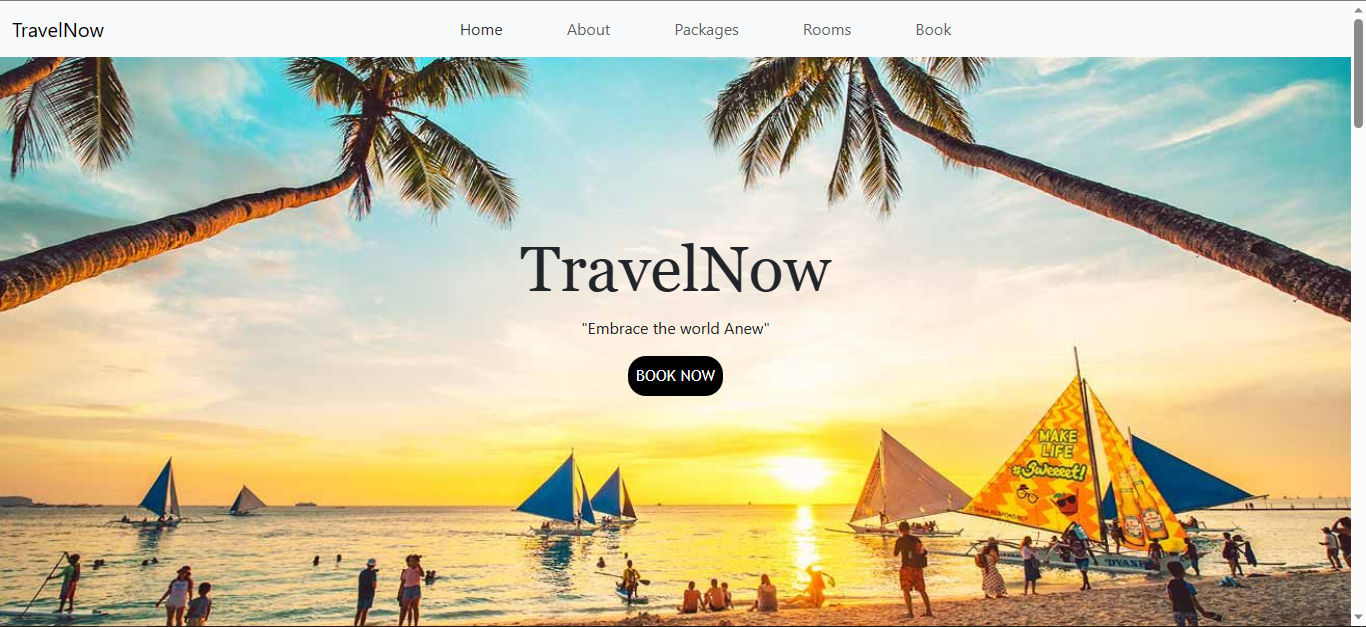 TravelNow
Home About Packages Rooms Book
TravelNow
"Embrace the world Anew"
BOOK NOW
MAKE
LIFE
#Sweeeet!